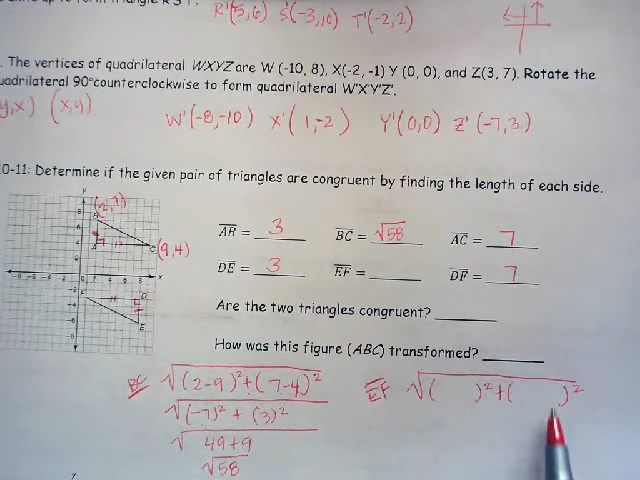 R'(5,6) S'(-3,10) T'(-2,2)
. The vertices of quadrilateral WXYZ are W (-10, 8), X(-2, -1) Y (0, 0), and Z(3, 7). Rotate the
uadrilateral 90°counterclockwise to form quadrilateral W'X'Y'Z'.
y,x) (x,y)
W'(-8,-10) X'(1,-2) Y'(0,0) Z'(-7,3)
0-11: Determine if the given pair of triangles are congruent by finding the length of each side.
(2,7)
A C (9,4)
D
E
AB = 3 BC = √58 AC = 7
DE = 3 EF = ______ DF = 7
Are the two triangles congruent? ________
How was this figure (ABC) transformed? ________
BC √(2-9)²+(7-4)² EF √( )²+( )²
√(-7)² + (3)²
√49+9
√58